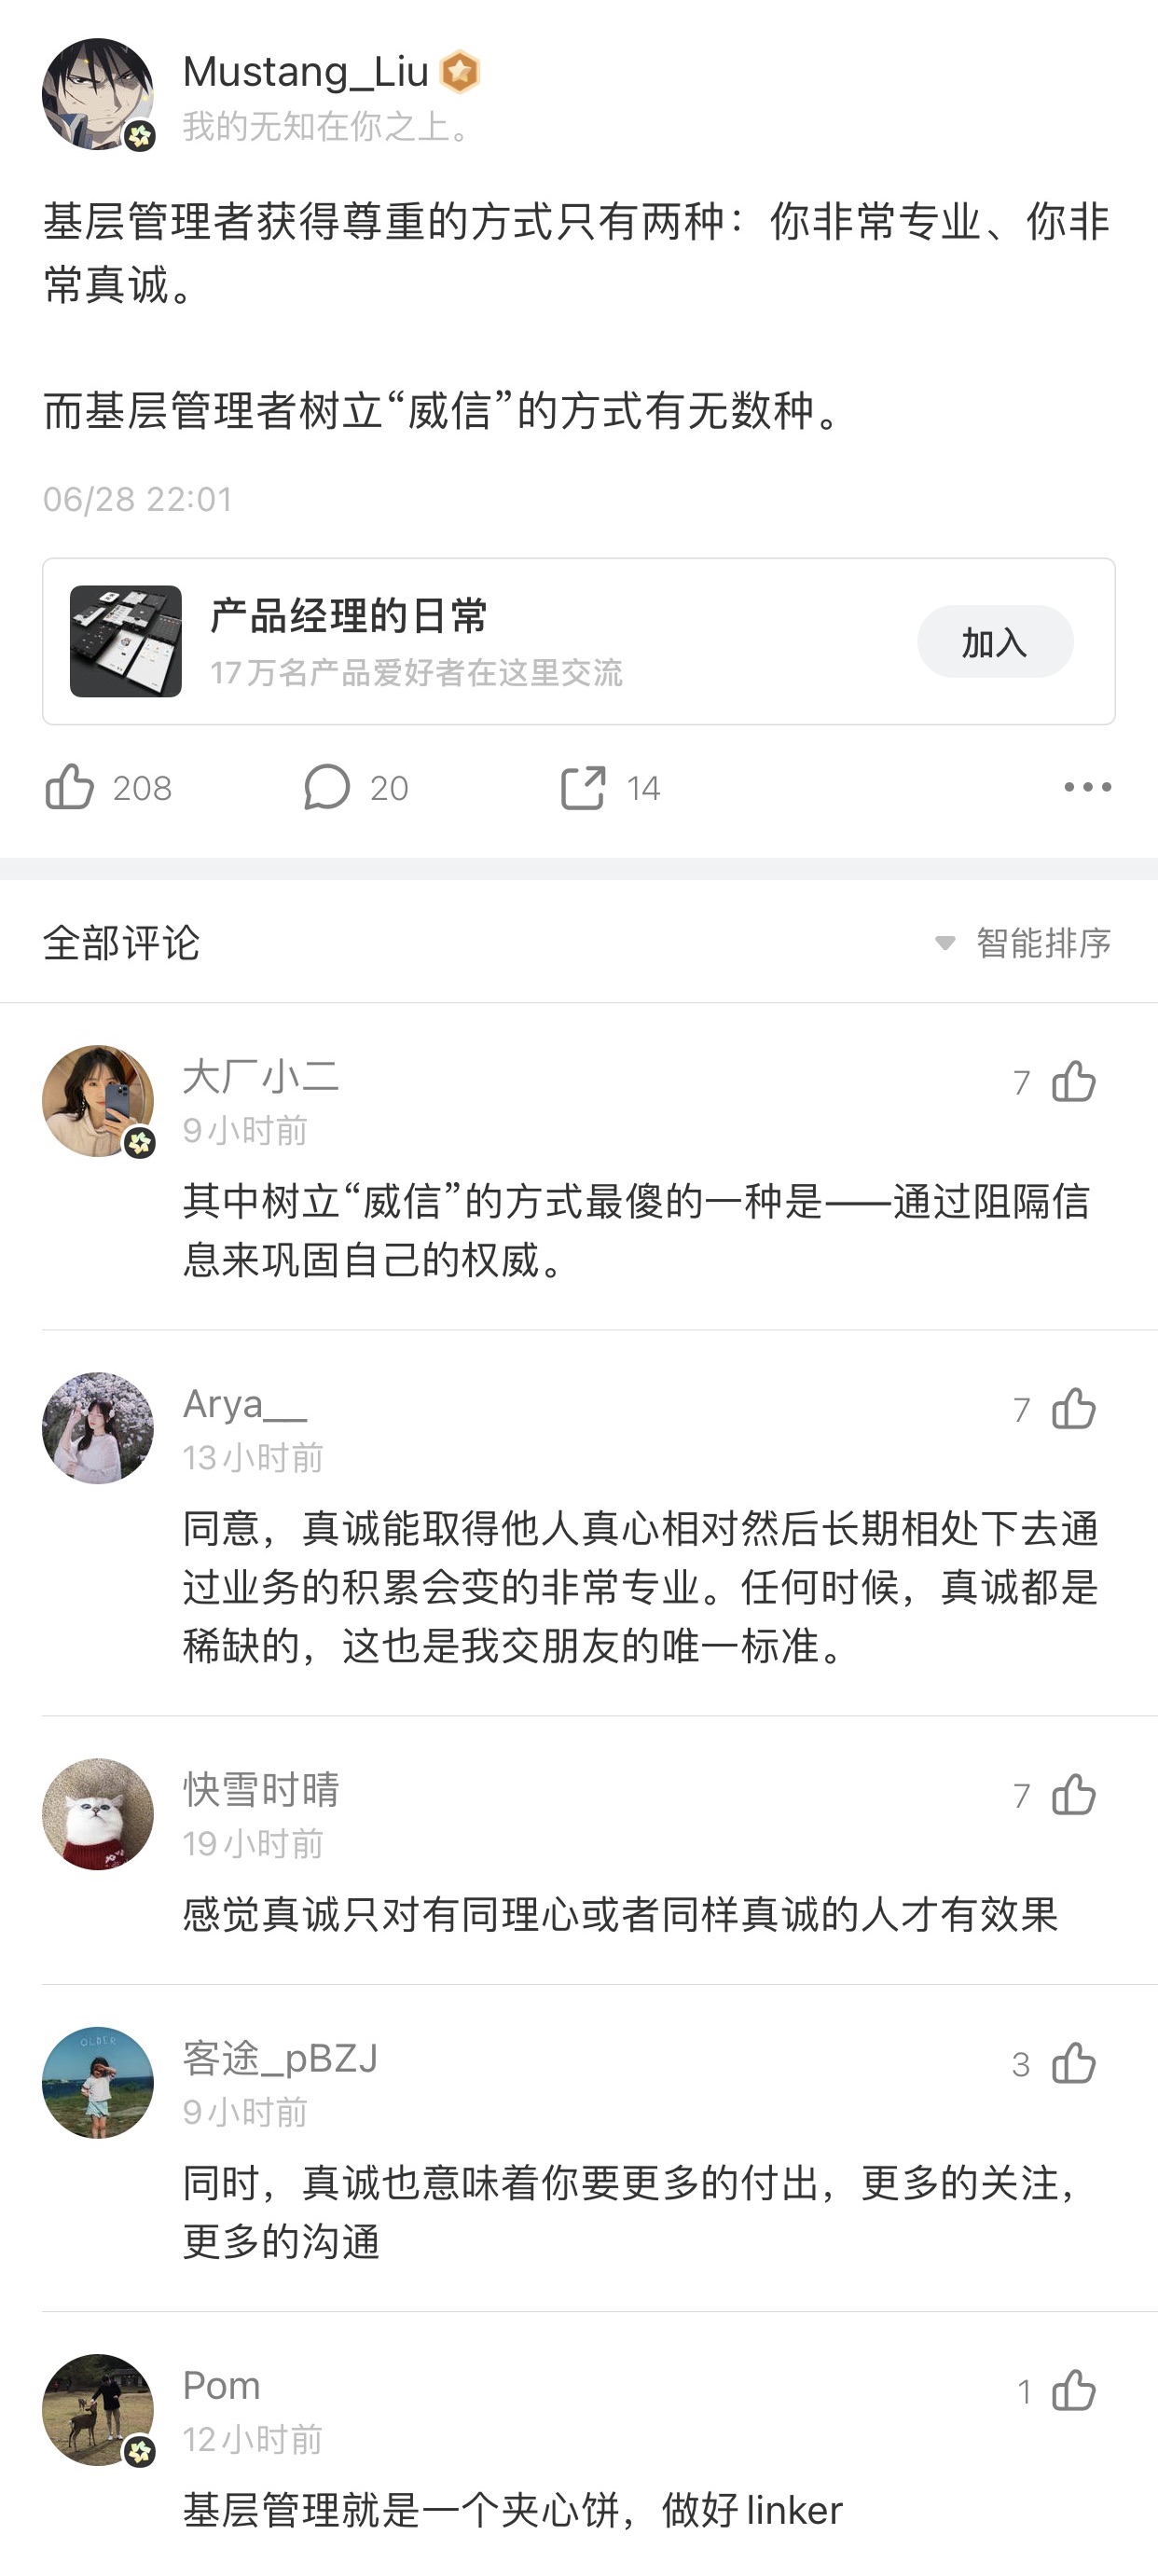 Mustang_Liu
我的无知在你之上。
基层管理者获得尊重的方式只有两种：你非常专业、你非
常真诚。
而基层管理者树立“威信”的方式有无数种。
06/28 22:01
产品经理的日常
17万名产品爱好者在这里交流
加入
208
20
14
全部评论
智能排序
大厂小二
7
9小时前
其中树立“威信”的方式最傻的一种是——通过阻隔信
息来巩固自己的权威。
Arya__
7
13小时前
同意，真诚能取得他人真心相对然后长期相处下去通
过业务的积累会变的非常专业。任何时候，真诚都是
稀缺的，这也是我交朋友的唯一标准。
快雪时晴
7
19小时前
感觉真诚只对有同理心或者同样真诚的人才有效果
OLDER
客途_pBZJ
3
9小时前
同时，真诚也意味着你要更多的付出，更多的关注，
更多的沟通
Pom
1
12小时前
基层管理就是一个夹心饼，做好linker